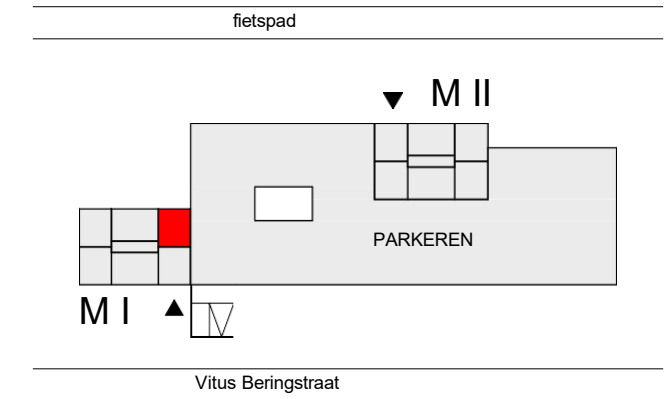 fietspad
M II
PARKEREN
M I
Vitus Beringstraat